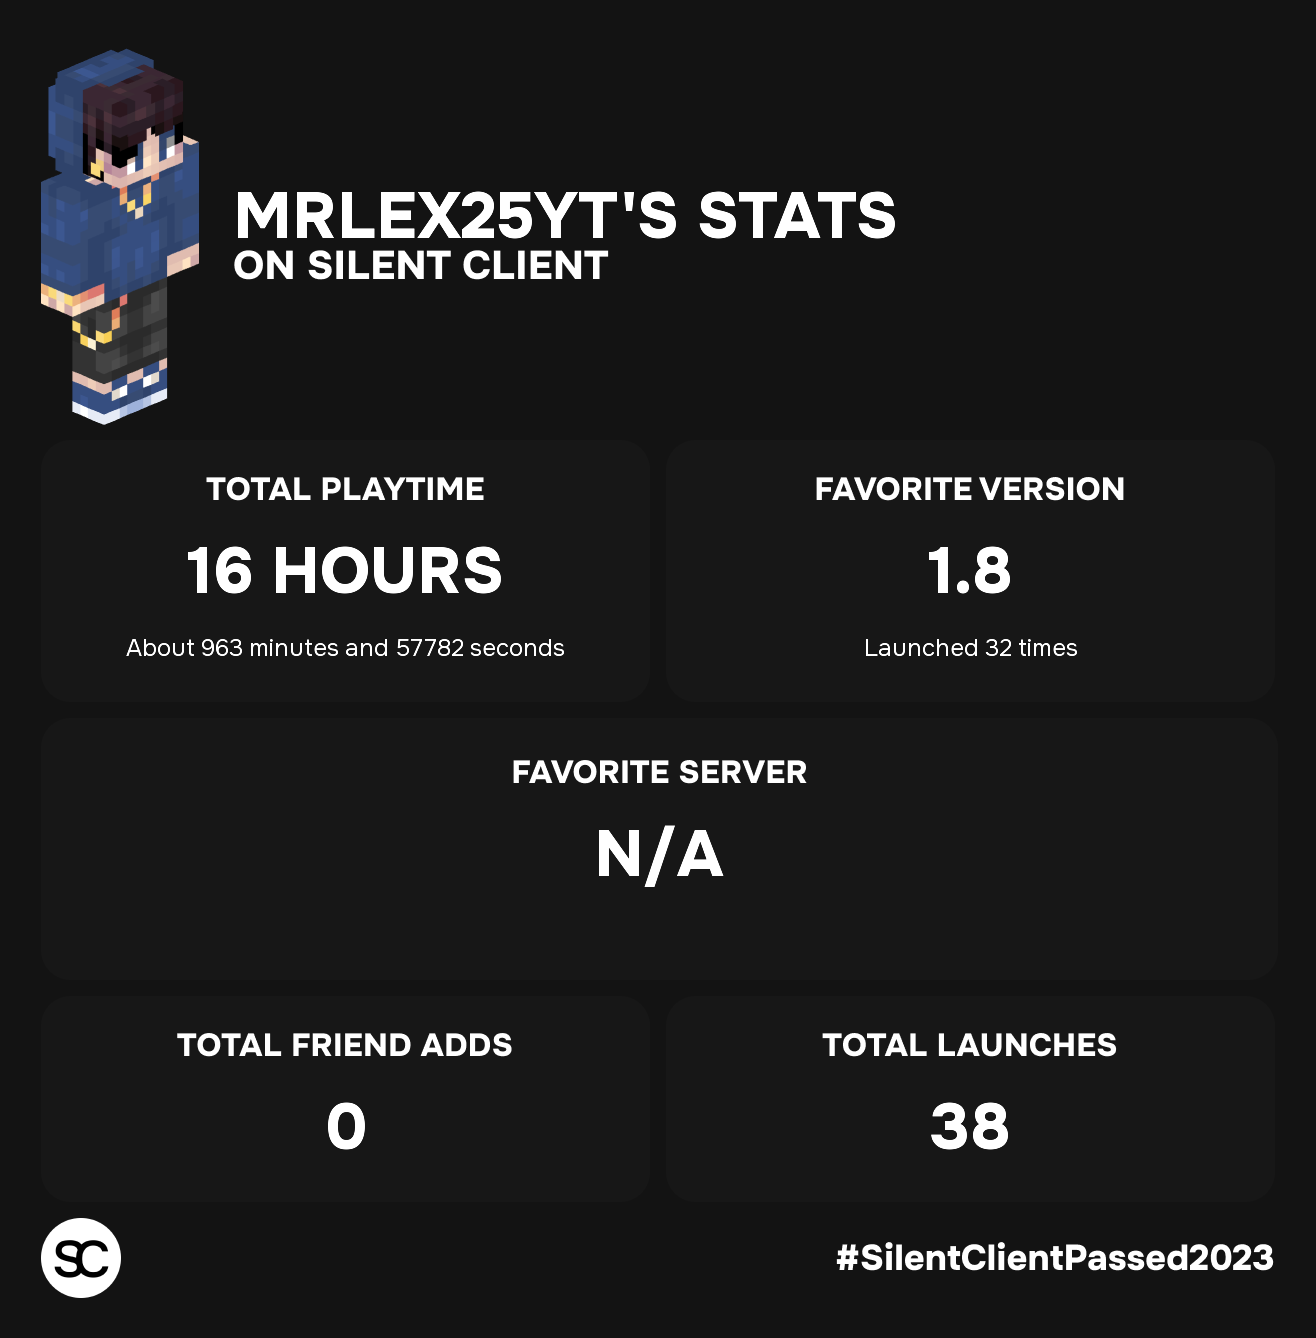 MRLEX25YT'S STATS
ON SILENT CLIENT
TOTAL PLAYTIME
16 HOURS
About 963 minutes and 57782 seconds
FAVORITE VERSION
1.8
Launched 32 times
FAVORITE SERVER
N/A
TOTAL FRIEND ADDS
0
TOTAL LAUNCHES
38
SC
#SilentClientPassed2023